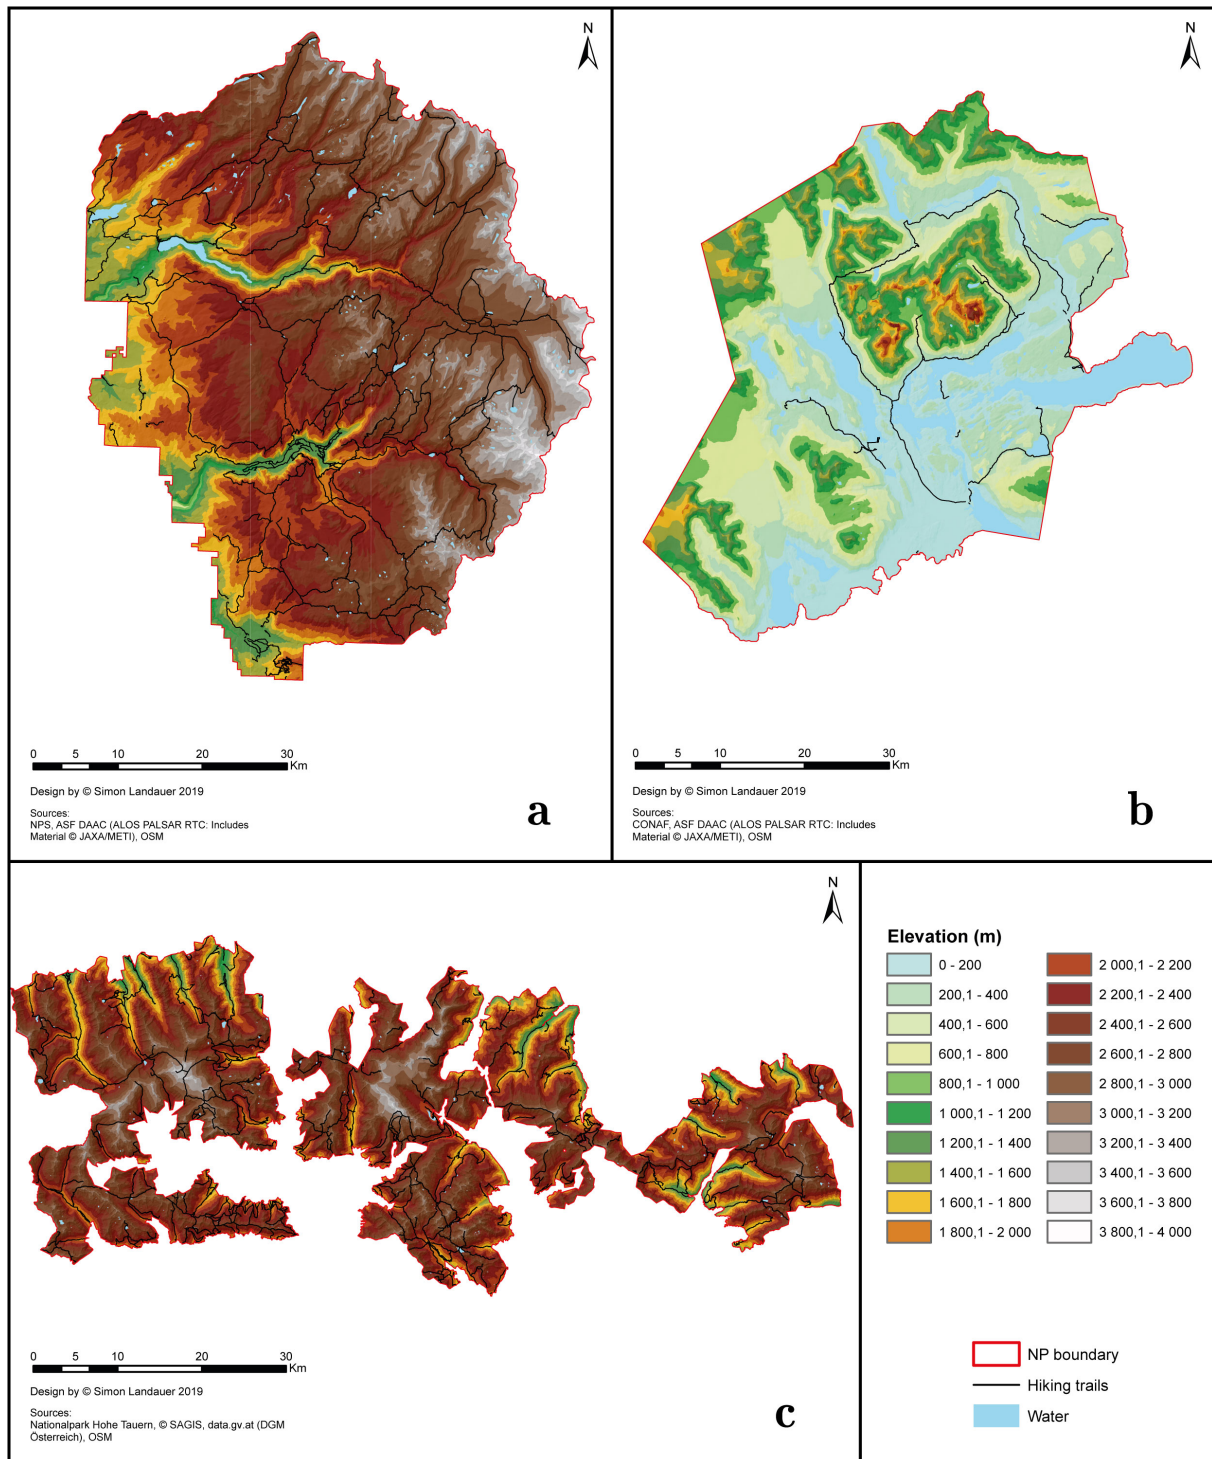 N
0 5 10 20 30
Km
Design by © Simon Landauer 2019
Sources:
NPS, ASF DAAC (ALOS PALSAR RTC: Includes
Material © JAXA/METI), OSM
a
N
0 5 10 20 30
Km
Design by © Simon Landauer 2019
Sources:
CONAF, ASF DAAC (ALOS PALSAR RTC: Includes
Material © JAXA/METI), OSM
b
N
0 5 10 20 30
Km
Design by © Simon Landauer 2019
Sources:
Nationalpark Hohe Tauern, © SAGIS, data.gv.at (DGM
Österreich), OSM
c
Elevation (m)
0 - 200
200,1 - 400
400,1 - 600
600,1 - 800
800,1 - 1 000
1 000,1 - 1 200
1 200,1 - 1 400
1 400,1 - 1 600
1 600,1 - 1 800
1 800,1 - 2 000
2 000,1 - 2 200
2 200,1 - 2 400
2 400,1 - 2 600
2 600,1 - 2 800
2 800,1 - 3 000
3 000,1 - 3 200
3 200,1 - 3 400
3 400,1 - 3 600
3 600,1 - 3 800
3 800,1 - 4 000
NP boundary
Hiking trails
Water